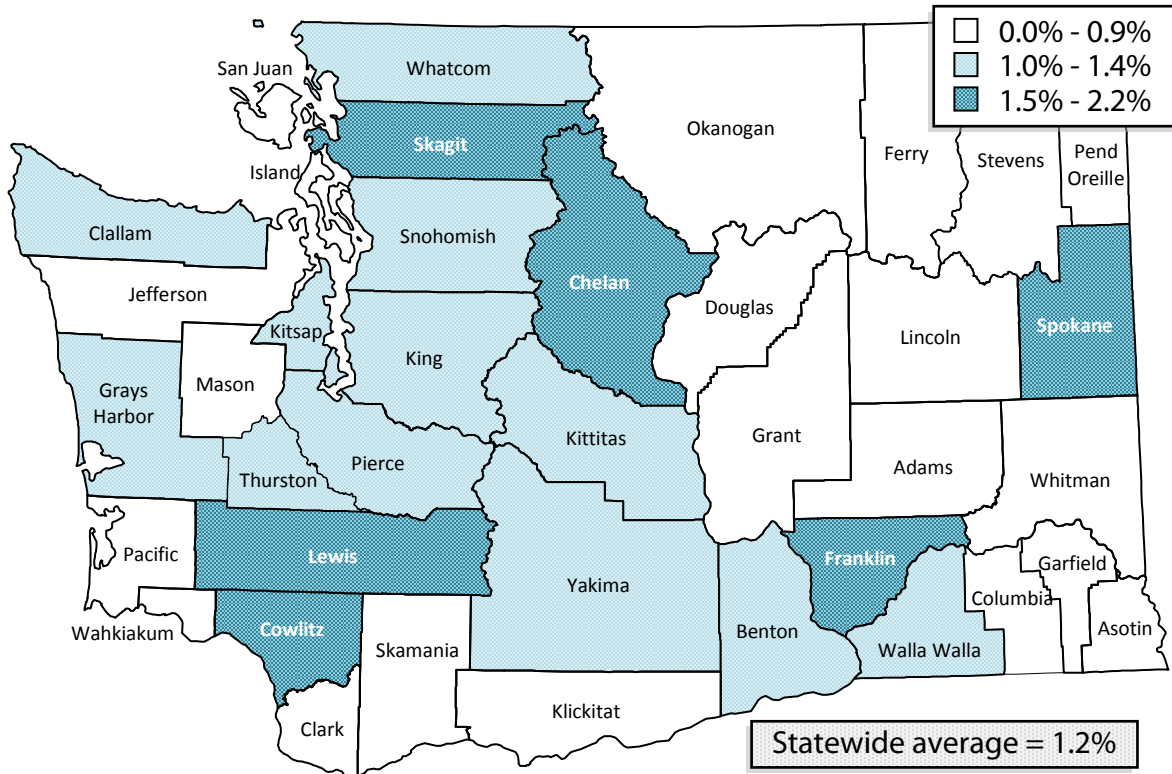 0.0% - 0.9%
1.0% - 1.4%
1.5% - 2.2%
San Juan
Whatcom
Okanogan
Ferry
Stevens
Pend
Oreille
Skagit
Island
Clallam
Snohomish
Chelan
Jefferson
Douglas
Spokane
Kitsap
King
Lincoln
Mason
Grays
Harbor
Kittitas
Grant
Pierce
Adams
Thurston
Whitman
Pacific
Lewis
Franklin
Garfield
Yakima
Columbia
Wahkiakum
Cowlitz
Benton
Asotin
Skamania
Walla Walla
Clark
Klickitat
Statewide average = 1.2%